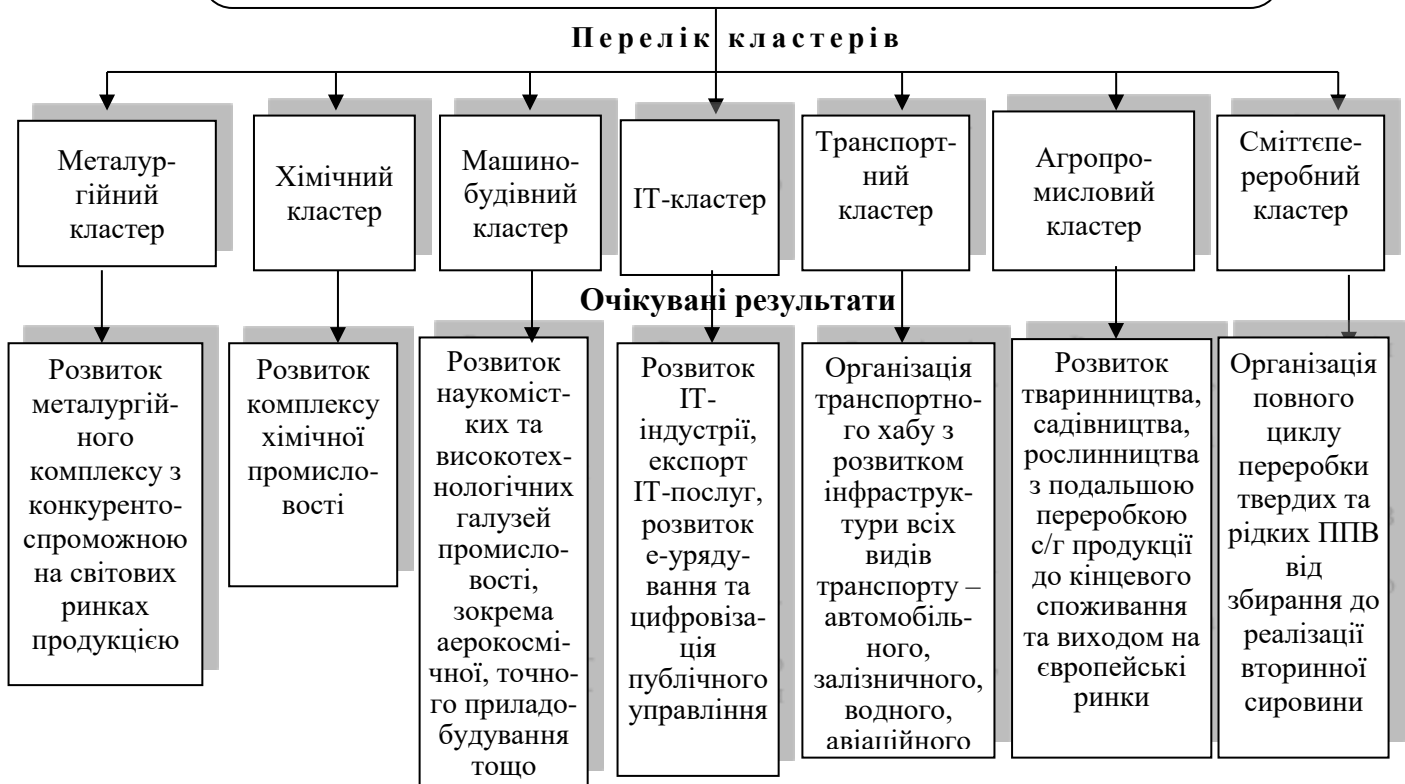 Перелік кластерів
Металур-
гійний
кластер
Хімічний
кластер
Машино-
будівний
кластер
ІТ-кластер
Транспорт-
ний
кластер
Агропро-
мисловий
кластер
Сміттєпе-
реробний
кластер
Очікувані результати
Розвиток
металургій-
ного
комплексу з
конкуренто-
спроможною
на світових
ринках
продукцією
Розвиток
комплексу
хімічної
промисло-
вості
Розвиток
наукоміст-
ких та
високотех-
нологічних
галузей
промисло-
вості,
зокрема
аерокосмі-
чної, точно-
го приладо-
будування
тощо
Розвиток
ІТ-
індустрії,
експорт
ІТ-послуг,
розвиток
е-уряду-
вання та
цифровіза-
ція
публічного
управління
Організація
транспортно-
го хабу з
розвитком
інфраструк-
тури всіх
видів
транспорту –
автомобіль-
ного,
залізничного,
водного,
авіаційного
Розвиток
тваринництва,
садівництва,
рослинництва
з подальшою
переробкою
с/г продукції
до кінцевого
споживання
та виходом на
європейські
ринки
Організація
повного
циклу
переробки
твердих та
рідких ППВ
від
збирання до
реалізації
вторинної
сировини